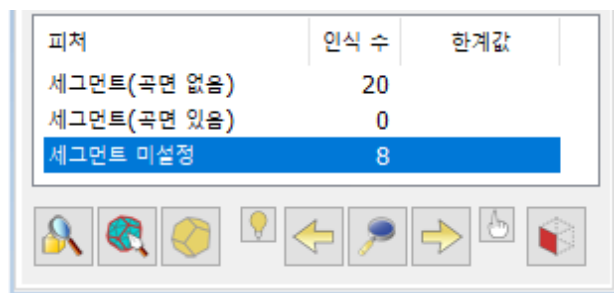 피처 인식 수 한계값
세그먼트(곡면 없음) 20
세그먼트(곡면 있음) 0
세그먼트 미설정 8